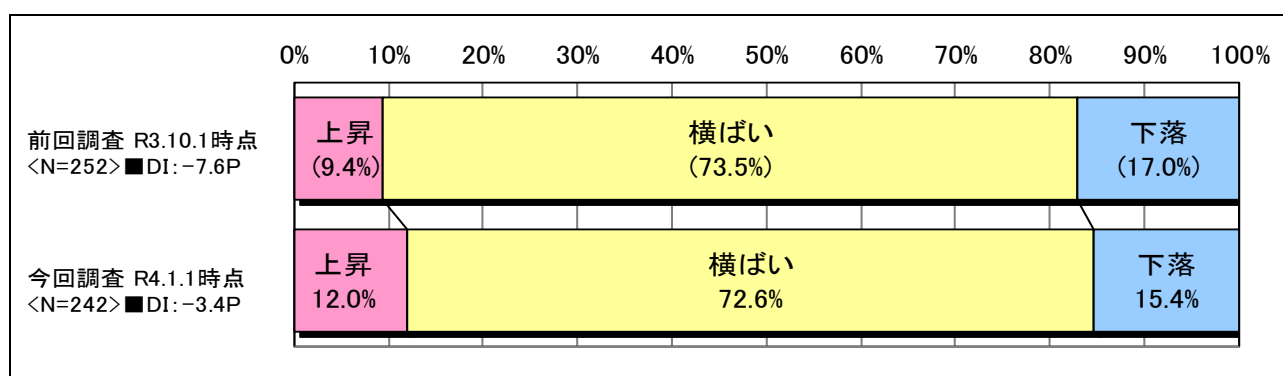 0% 10% 20% 30% 40% 50% 60% 70% 80% 90% 100%
前回調査 R3.10.1時点
<N=252>■DI:-7.6P
上昇
(9.4%)
横ばい
(73.5%)
下落
(17.0%)
今回調査 R4.1.1時点
<N=242>■DI:-3.4P
上昇
12.0%
横ばい
72.6%
下落
15.4%